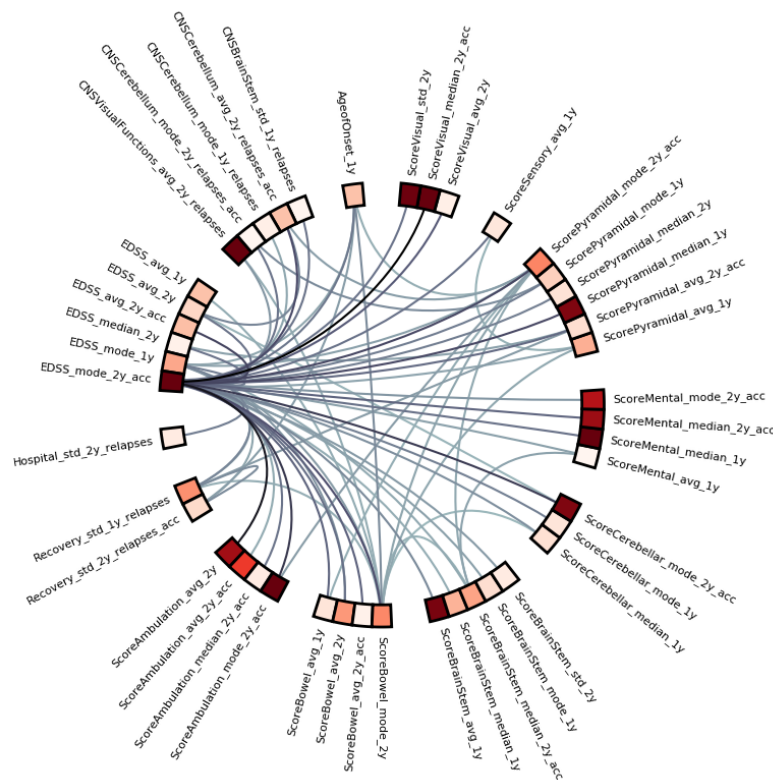 CNSVisualFunctions_avg_2y_relapses
CNSCerebellum_mode_2y_relapses_acc
CNSCerebellum_mode_1y_relapses
CNSCerebellum_avg_2y_relapses_acc
CNSBrainStem_std_1y_relapses
AgeofOnset_1y
ScoreVisual_std_2y
ScoreVisual_median_2y_acc
ScoreVisual_avg_2y
ScoreSensory_avg_1y
ScorePyramidal_mode_2y_acc
ScorePyramidal_mode_1y
ScorePyramidal_median_2y
ScorePyramidal_median_1y
ScorePyramidal_avg_2y_acc
ScorePyramidal_avg_1y
ScoreMental_mode_2y_acc
ScoreMental_median_2y_acc
ScoreMental_median_1y
ScoreMental_avg_1y
ScoreCerebellar_mode_2y_acc
ScoreCerebellar_mode_1y
ScoreCerebellar_median_1y
ScoreBrainStem_std_2y
ScoreBrainStem_mode_1y
ScoreBrainStem_median_2y_acc
ScoreBrainStem_median_1y
ScoreBrainStem_avg_1y
ScoreBowel_mode_2y
ScoreBowel_avg_2y_acc
ScoreBowel_avg_2y
ScoreBowel_avg_1y
ScoreAmbulation_mode_2y_acc
ScoreAmbulation_median_2y_acc
ScoreAmbulation_avg_2y_acc
ScoreAmbulation_avg_2y
Recovery_std_2y_relapses_acc
Recovery_std_1y_relapses
Hospital_std_2y_relapses
EDSS_mode_2y_acc
EDSS_mode_1y
EDSS_median_2y
EDSS_avg_2y_acc
EDSS_avg_2y
EDSS_avg_1y